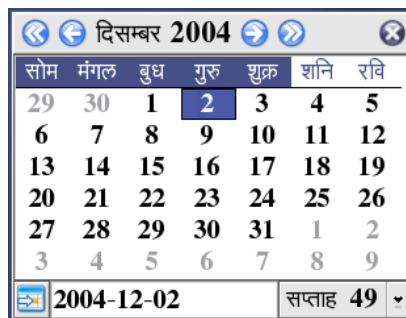 दिसम्बर 2004
सोम मंगल बुध गुरु शुक्र शनि रवि
29 30 1 2 3 4 5
6 7 8 9 10 11 12
13 14 15 16 17 18 19
20 21 22 23 24 25 26
27 28 29 30 31 1 2
3 4 5 6 7 8 9
2004-12-02 सप्ताह 49